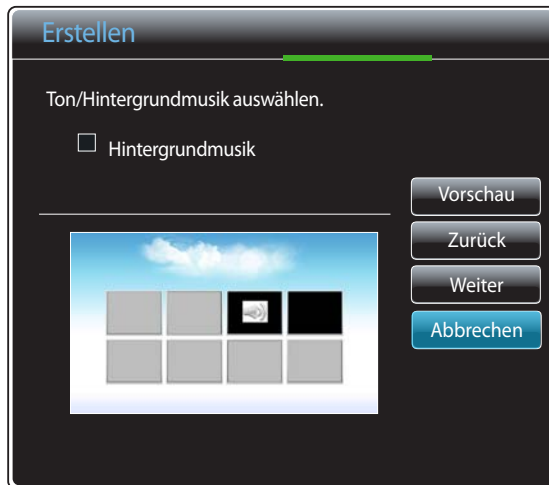 Erstellen
Ton/Hintergrundmusik auswählen.
Hintergrundmusik
Vorschau
Zurück
Weiter
Abbrechen